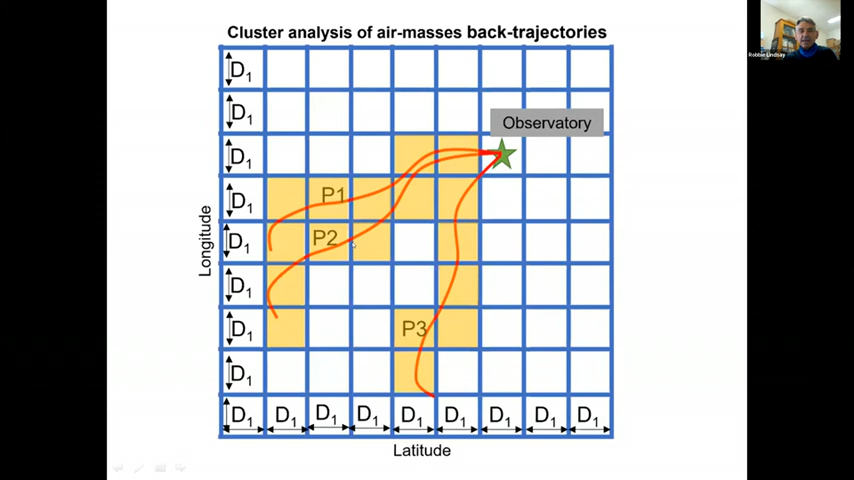 Cluster analysis of air-masses back-trajectories
Robbie Lindsay
D1
D1
Observatory
D1
D1
P1
D1
P2
D1
D1
P3
D1
D1 D1 D1 D1 D1 D1 D1 D1 D1
Longitude
Latitude